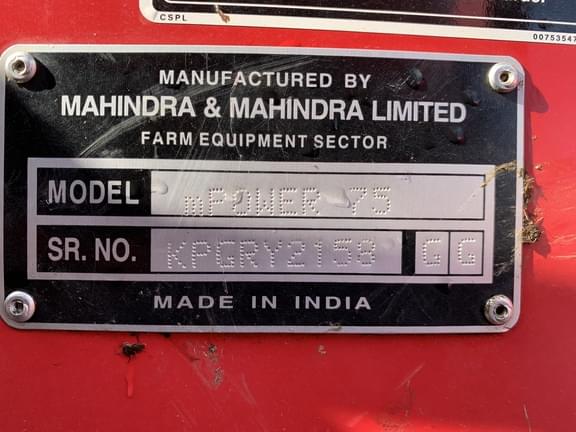 CSPL
0075354
MANUFACTURED BY
MAHINDRA & MAHINDRA LIMITED
FARM EQUIPMENT SECTOR
MODEL mPOWER 75
SR. NO. KPGRY2158 G G
MADE IN INDIA